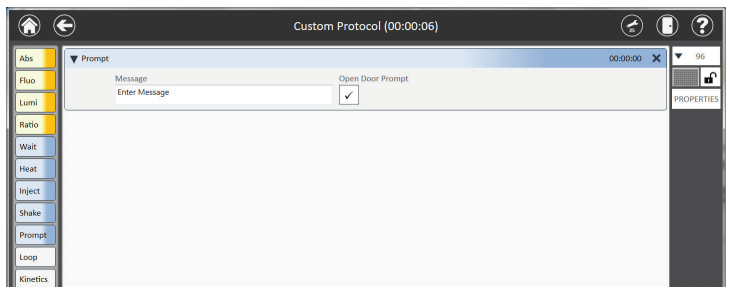 Custom Protocol (00:00:06)
Abs
Fluo
Lumi
Ratio
Wait
Heat
Inject
Shake
Prompt
Loop
Kinetics
Prompt
00:00:00
Message
Open Door Prompt
Enter Message
96
PROPERTIES